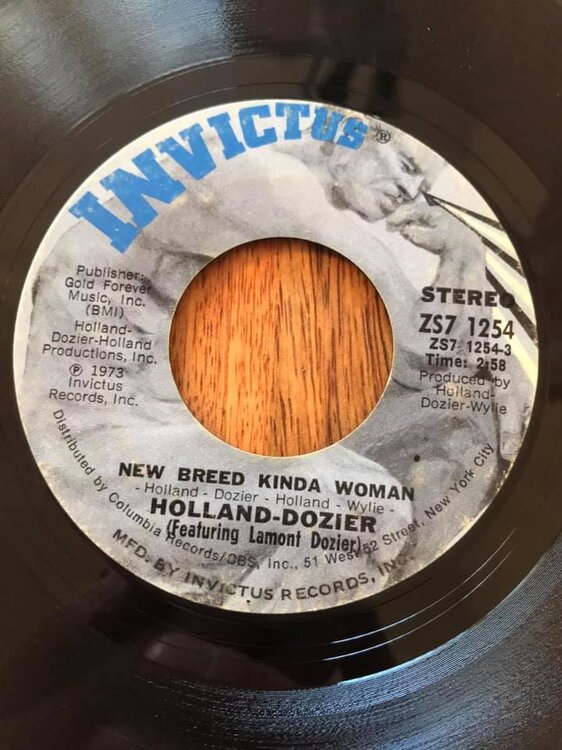 INVICTUS®
Publisher:
Gold Forever
Music, Inc.
(BMI)
Holland-
Dozier-Holland
Productions, Inc.
℗ 1973
Invictus
Records, Inc.
STEREO
ZS7 1254
ZS7 1254-3
Time: 2:58
Produced by
Holland-
Dozier-Wylie
NEW BREED KINDA WOMAN
- Holland - Dozier - Holland - Wylie -
HOLLAND-DOZIER
(Featuring Lamont Dozier)
Distributed by Columbia Records/CBS, Inc., 51 West 52 Street, New York City
MFD. BY INVICTUS RECORDS, INC.